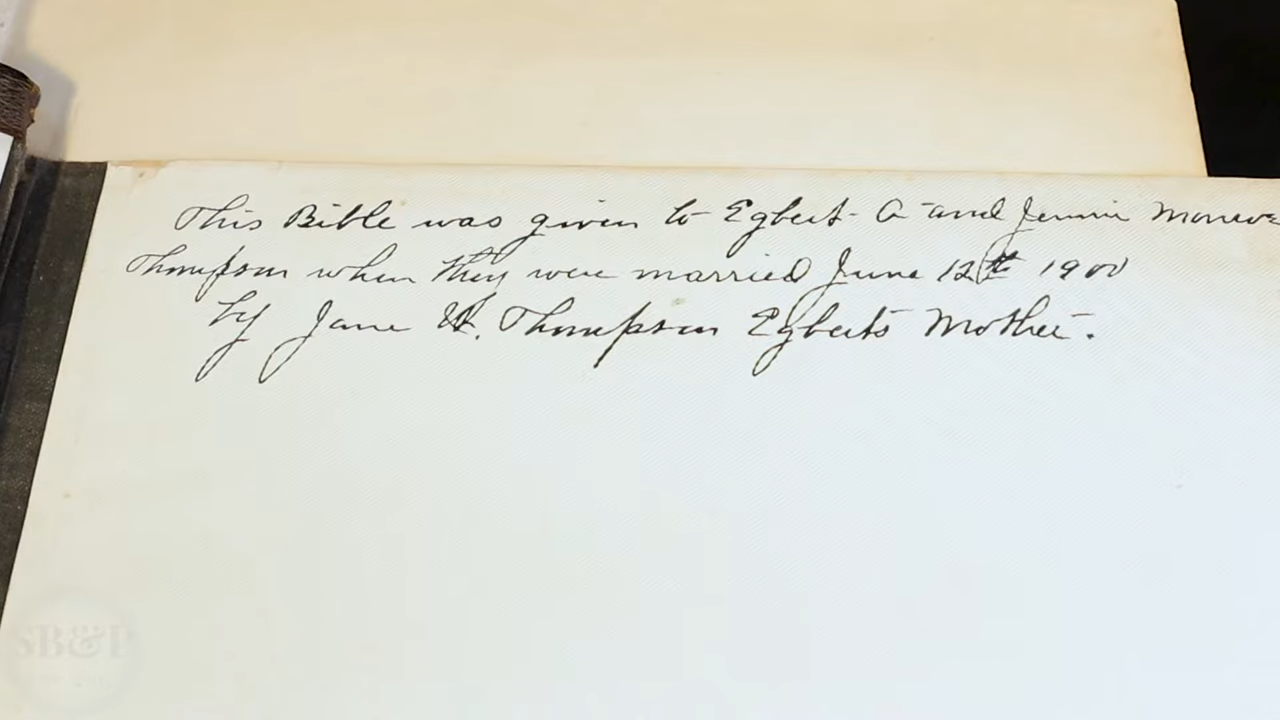 This Bible was given to Egbert A and Jennie
Thompson when they were married June 12th 1900
by Jane H. Thompson Egberts Mother.
SB&T